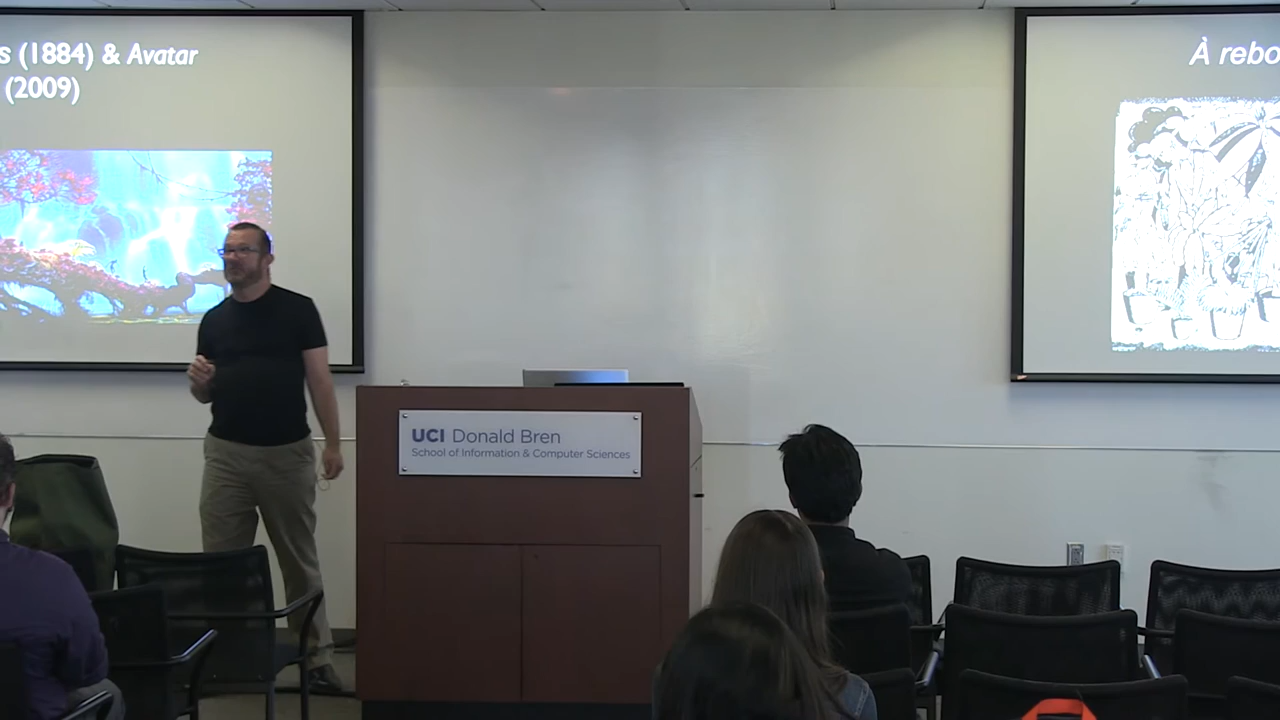 s (1884) & Avatar
(2009)
À rebo
UCI Donald Bren
School of Information & Computer Sciences